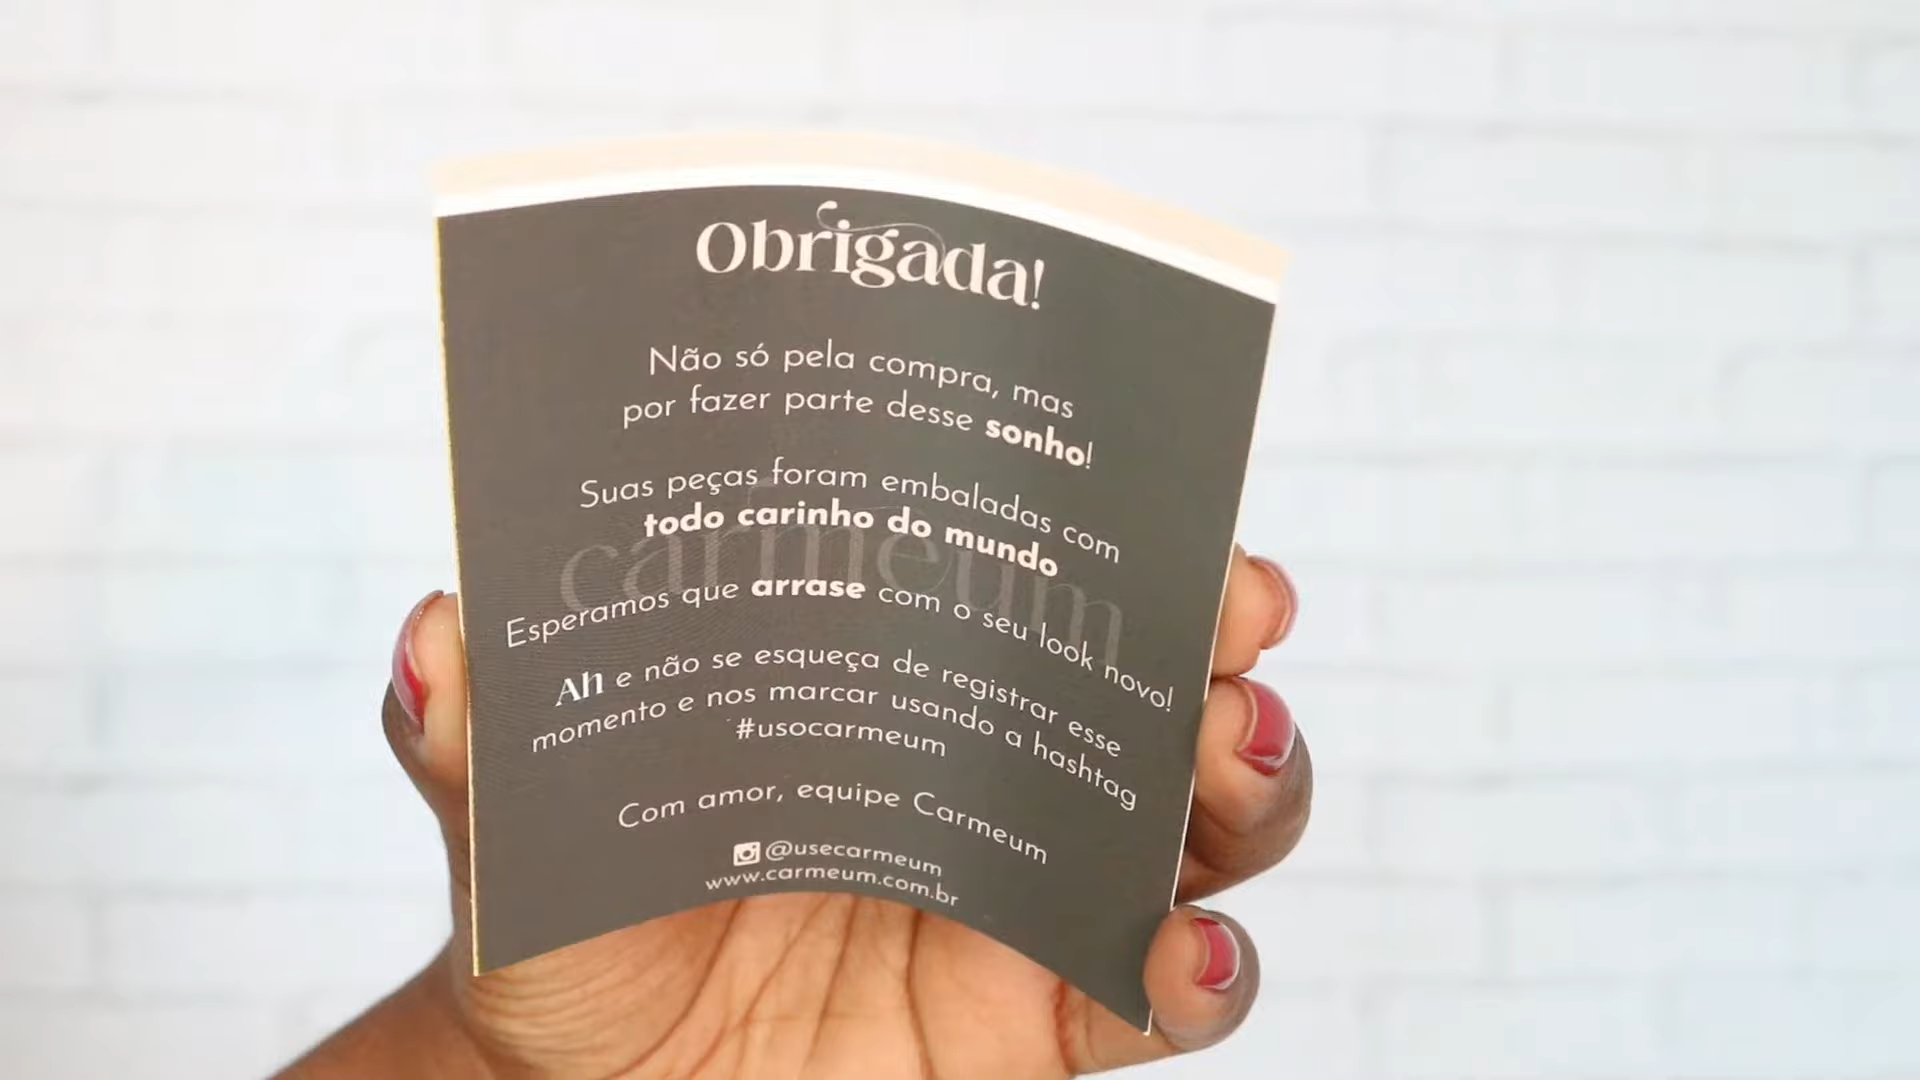 Obrigada!
Não só pela compra, mas
por fazer parte desse sonho!
Suas peças foram embaladas com
todo carinho do mundo
carmeum
Esperamos que arrase com o seu look novo!
Ah e não se esqueça de registrar esse
momento e nos marcar usando a hashtag
#usocarmeum
Com amor, equipe Carmeum
@usecarmeum
www.carmeum.com.br